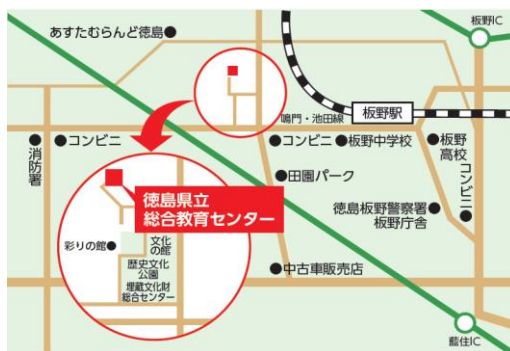 板野IC
あすたむらんど徳島
鳴門・池田線
板野駅
消防署
コンビニ
コンビニ
板野中学校
板野
高校
コンビニ
田園パーク
徳島県立
総合教育センター
徳島板野警察署
板野庁舎
彩りの館
文化
の館
歴史文化
公園
埋蔵文化財
総合センター
中古車販売店
藍住IC